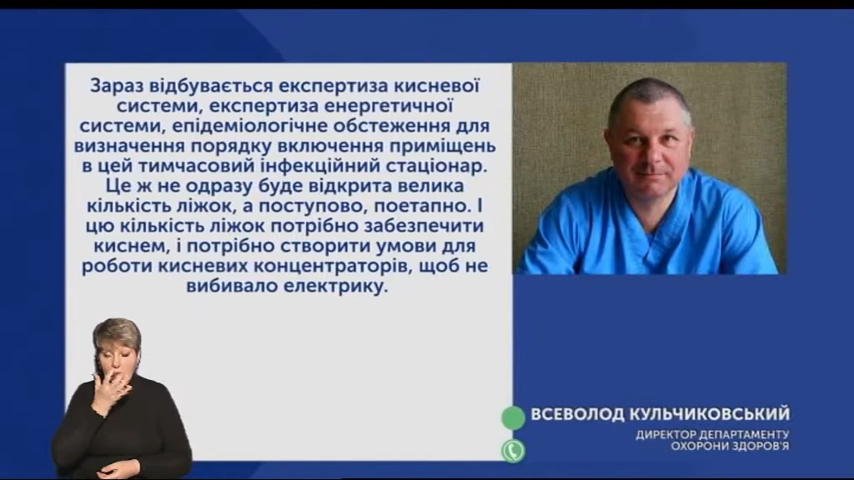 Зараз відбувається експертиза кисневої
системи, експертиза енергетичної
системи, епідеміологічне обстеження для
визначення порядку включення приміщень
в цей тимчасовий інфекційний стаціонар.
Це ж не одразу буде відкрита велика
кількість ліжок, а поступово, поетапно. І
цю кількість ліжок потрібно забезпечити
киснем, і потрібно створити умови для
роботи кисневих концентраторів, щоб не
вибивало електрику.
ВСЕВОЛОД КУЛЬЧИКОВСЬКИЙ
ДИРЕКТОР ДЕПАРТАМЕНТУ
ОХОРОНИ ЗДОРОВ'Я